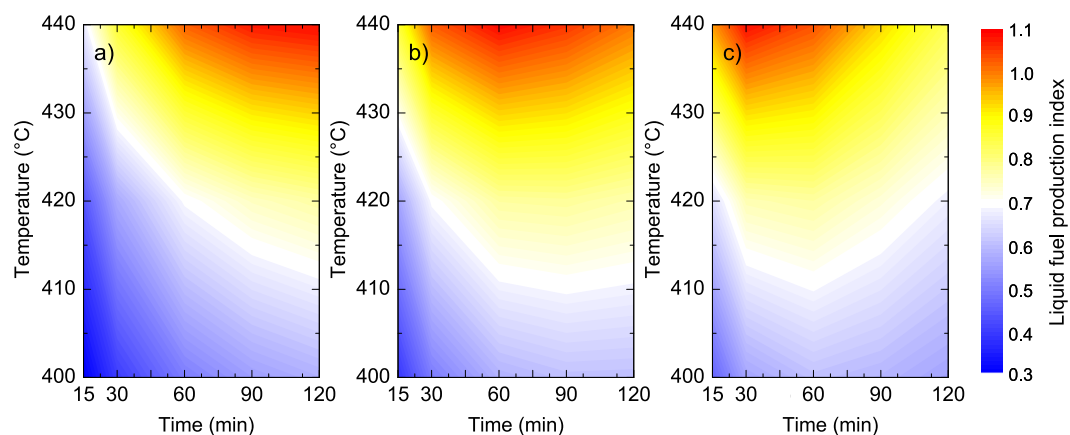 440
430
420
410
400
a)
15 30 60 90 120
Time (min)
Temperature (°C)
440
430
420
410
400
b)
15 30 60 90 120
Time (min)
Temperature (°C)
440
430
420
410
400
c)
15 30 60 90 120
Time (min)
Temperature (°C)
1.1
1.0
0.9
0.8
0.7
0.6
0.5
0.4
0.3
Liquid fuel production index